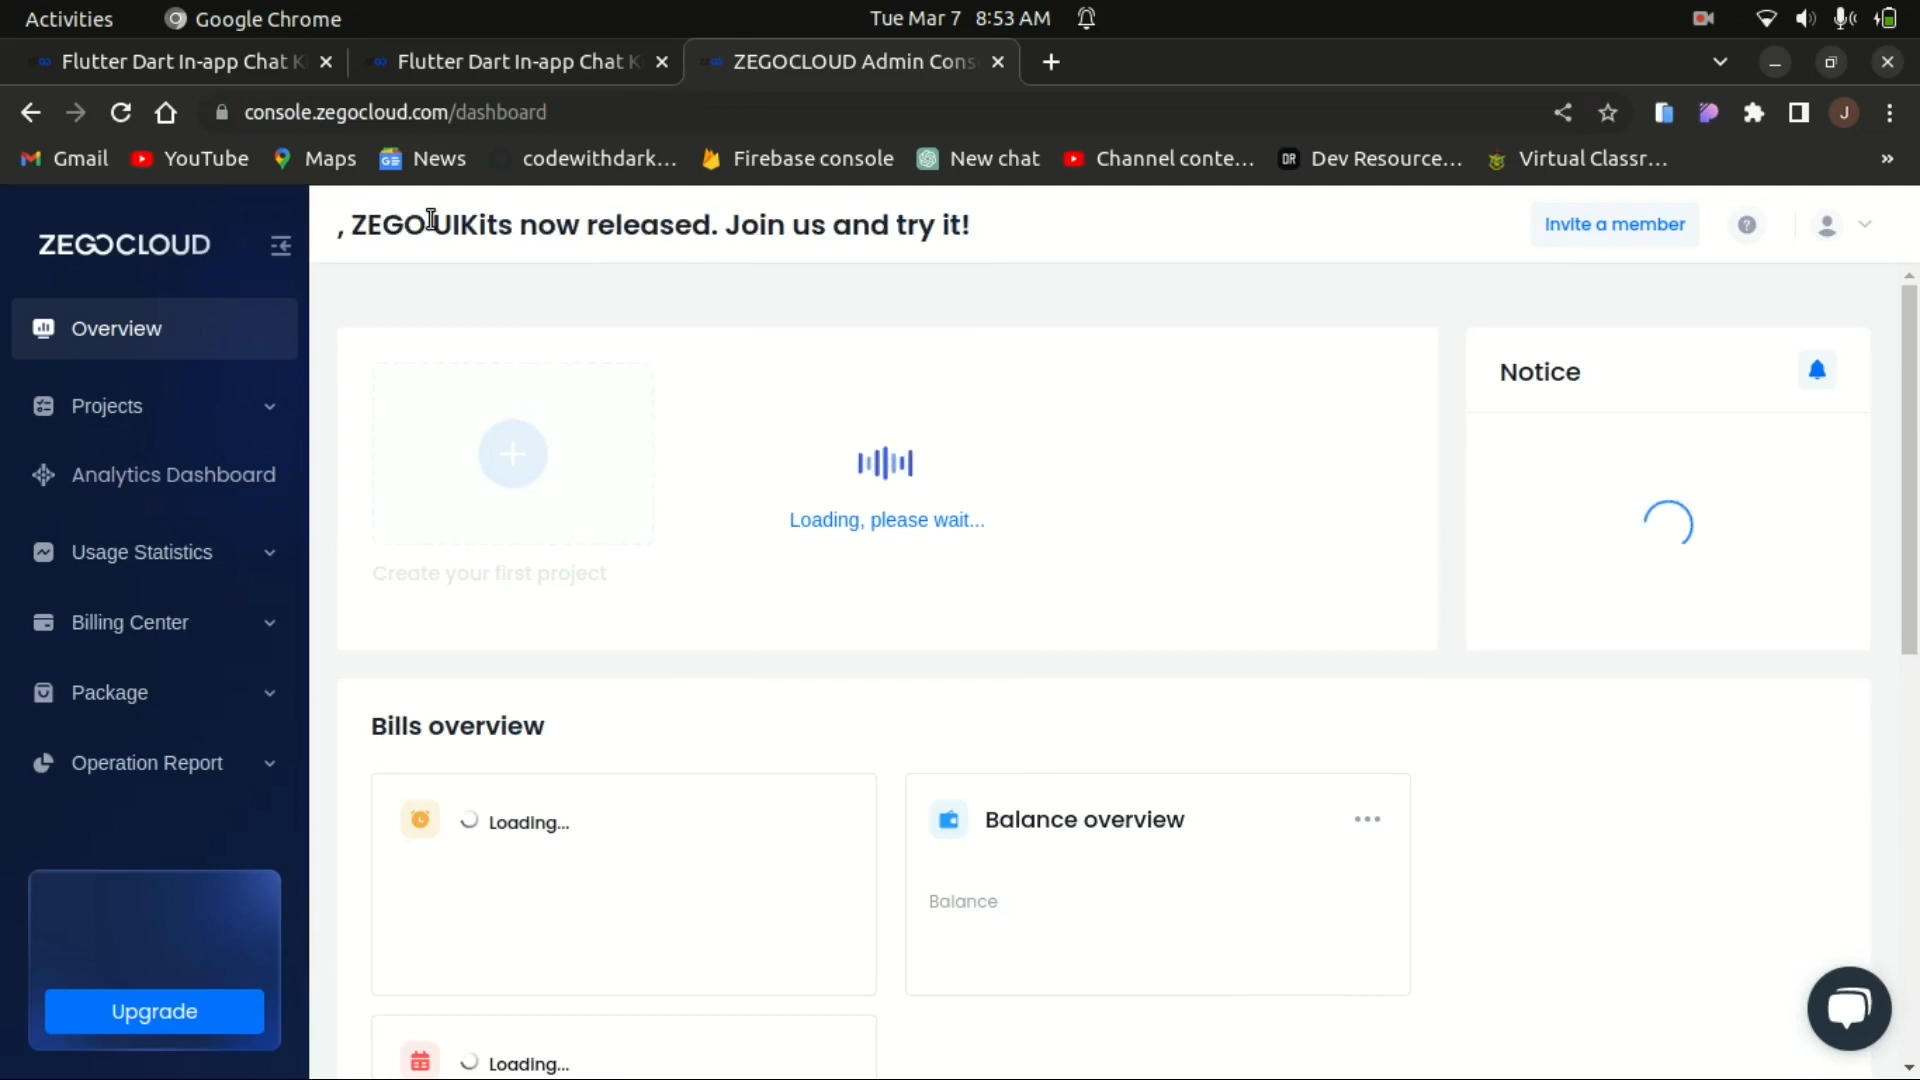 Activities Google Chrome Tue Mar 7 8:53 AM
Flutter Dart In-app Chat K Flutter Dart In-app Chat K ZEGOCLOUD Admin Cons
console.zegocloud.com/dashboard J
Gmail YouTube Maps News codewithdark... Firebase console New chat Channel conte... DR Dev Resource... Virtual Classr... »
ZEGOCLOUD
, ZEGO UIKits now released. Join us and try it!
Invite a member ?
Overview
Projects
Analytics Dashboard
Usage Statistics
Billing Center
Package
Operation Report
Upgrade
Loading, please wait...
Create your first project
Notice
Bills overview
Loading...
Balance overview
Balance
Loading...